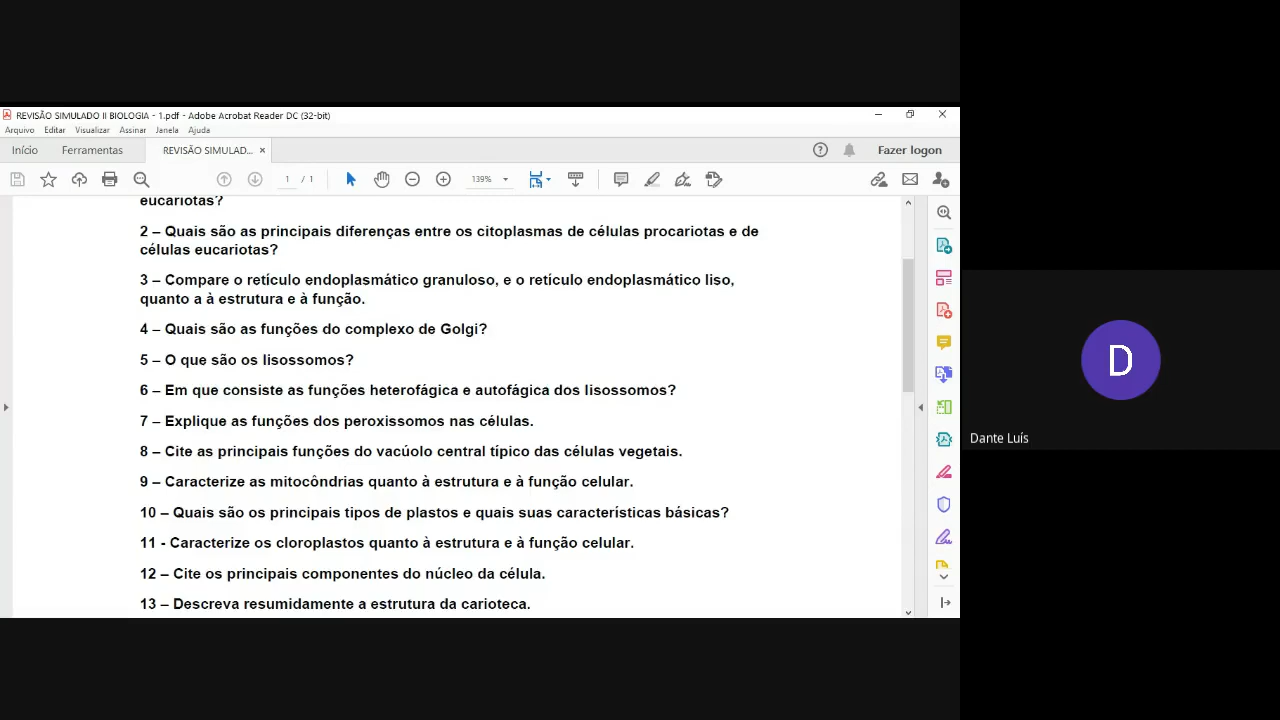 REVISÃO SIMULADO II BIOLOGIA - 1.pdf - Adobe Acrobat Reader DC (32-bit)
Arquivo Editar Visualizar Assinar Janela Ajuda
Início Ferramentas REVISÃO SIMULAD... × Fazer logon
1 / 1 139%
eucariotas?
2 – Quais são as principais diferenças entre os citoplasmas de células procariotas e de
células eucariotas?
3 – Compare o retículo endoplasmático granuloso, e o retículo endoplasmático liso,
quanto a à estrutura e à função.
4 – Quais são as funções do complexo de Golgi?
5 – O que são os lisossomos?
6 – Em que consiste as funções heterofágica e autofágica dos lisossomos?
7 – Explique as funções dos peroxissomos nas células.
8 – Cite as principais funções do vacúolo central típico das células vegetais.
9 – Caracterize as mitocôndrias quanto à estrutura e à função celular.
10 – Quais são os principais tipos de plastos e quais suas características básicas?
11 - Caracterize os cloroplastos quanto à estrutura e à função celular.
12 – Cite os principais componentes do núcleo da célula.
13 – Descreva resumidamente a estrutura da carioteca.
D
Dante Luís